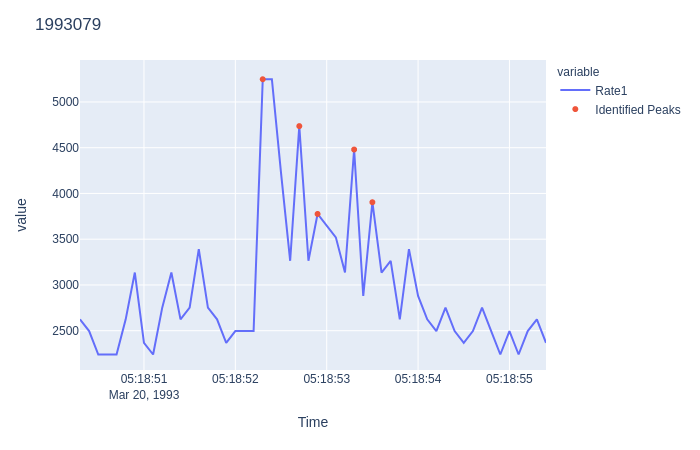 1993079
variable
Rate1
Identified Peaks
value
5000
4500
4000
3500
3000
2500
05:18:51
05:18:52
05:18:53
05:18:54
05:18:55
Mar 20, 1993
Time